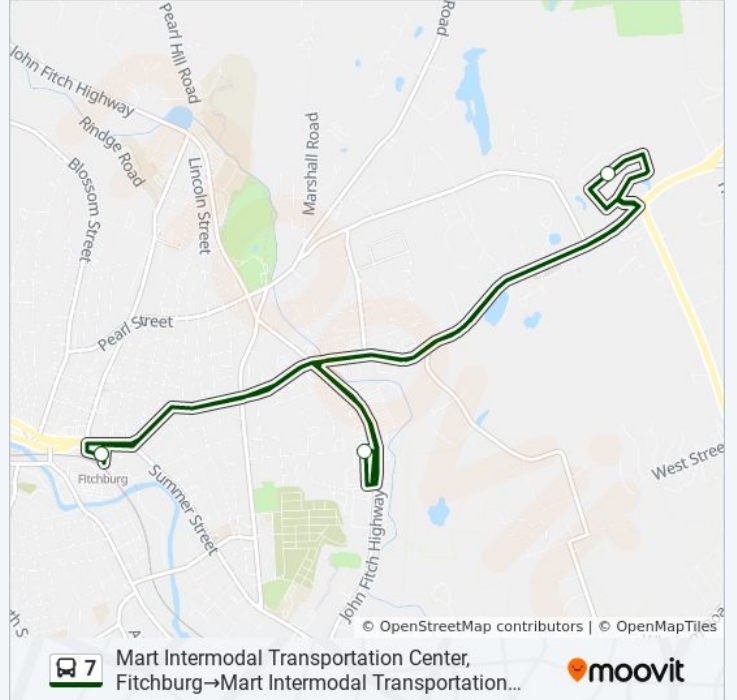 Pearl Hill Road
John Fitch Highway
Road
Rindge Road
Marshall Road
Lincoln Street
Blossom Street
Pearl Street
West Stree
Fitchburg
Summer Street
John Fitch Highway
th S
© OpenStreetMap contributors | © OpenMapTiles
7
Mart Intermodal Transportation Center,
Fitchburg→Mart Intermodal Transportation...
moovit